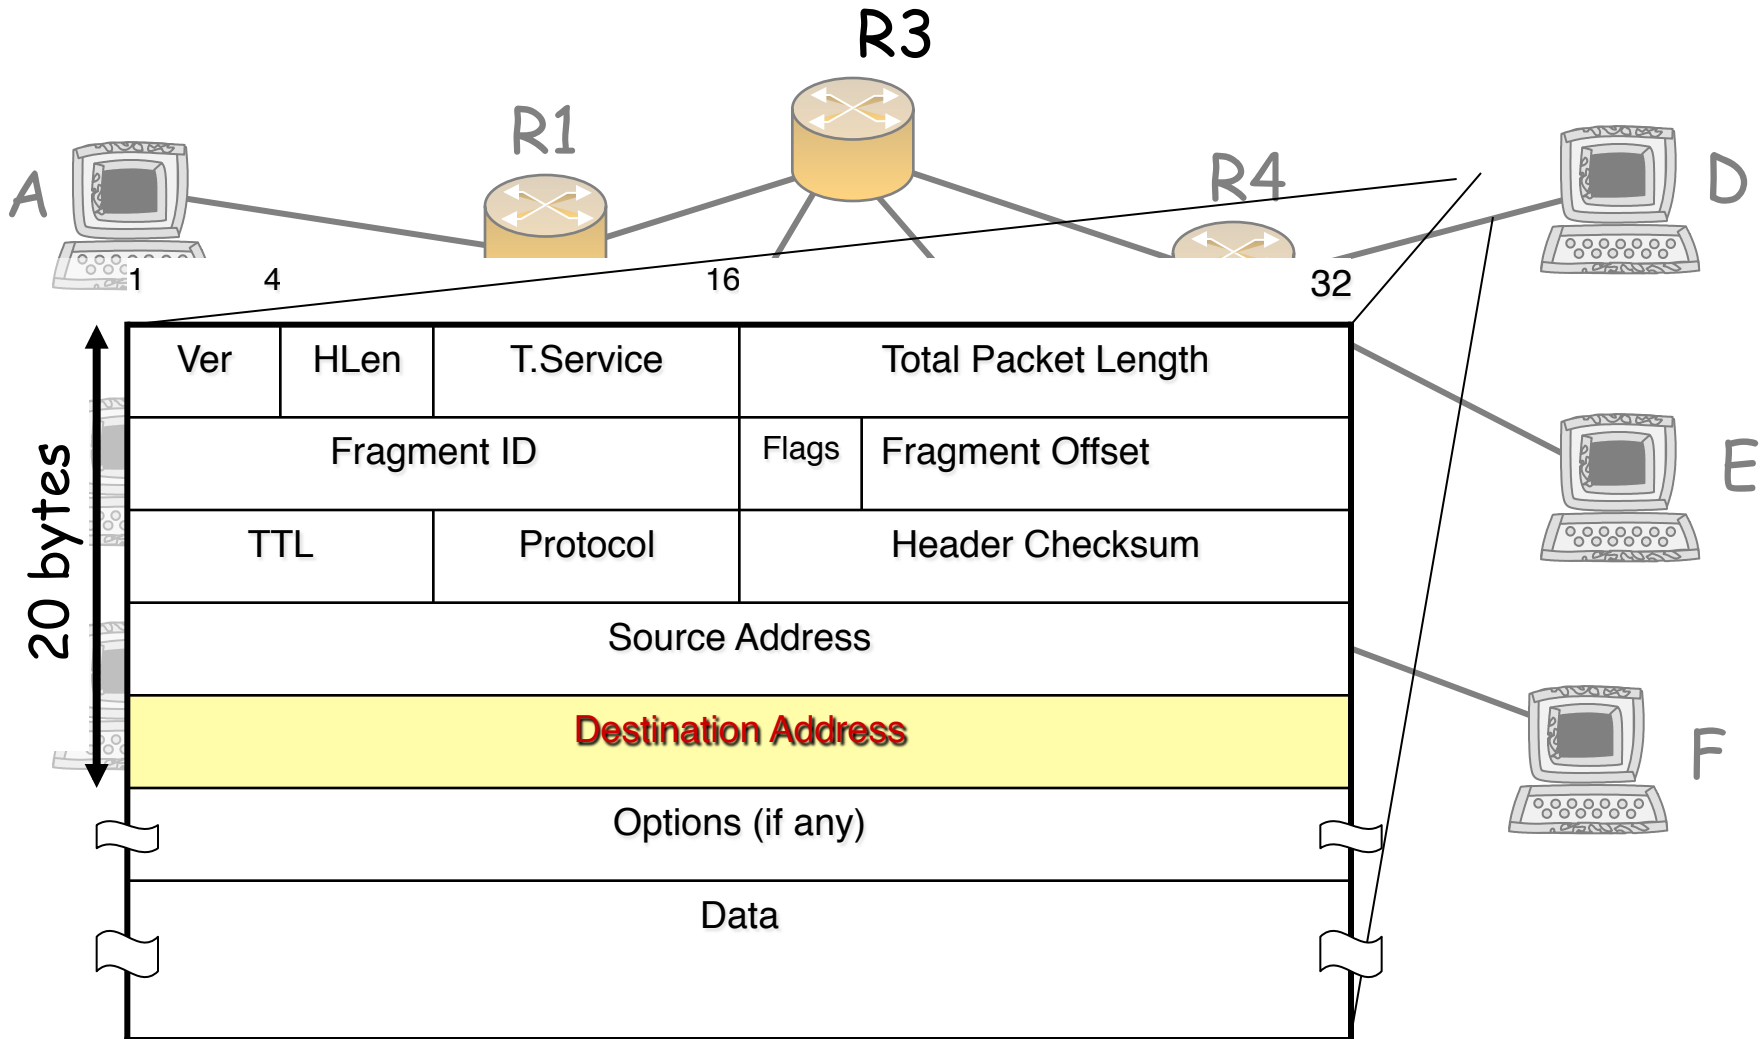 R3
R1
A
R4
D
1 4 16 32
Ver HLen T.Service Total Packet Length
Fragment ID Flags Fragment Offset
E
TTL Protocol Header Checksum
20 bytes
Source Address
Destination Address
F
Options (if any)
Data